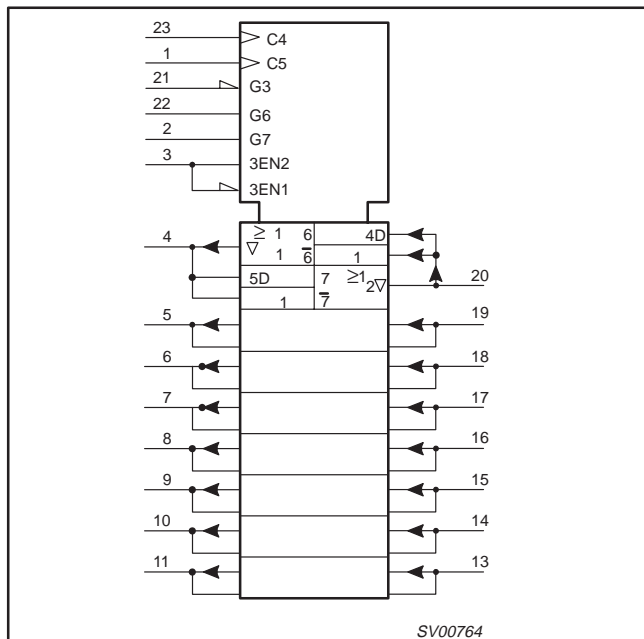 23 C4
1 C5
21 G3
22 G6
2 G7
3 3EN2
3EN1
4 ≥ 1 6 4D
▽ 1 6̅ 1
5D 7 ≥1 2▽ 20
1 7̅
5 19
6 18
7 17
8 16
9 15
10 14
11 13
SV00764